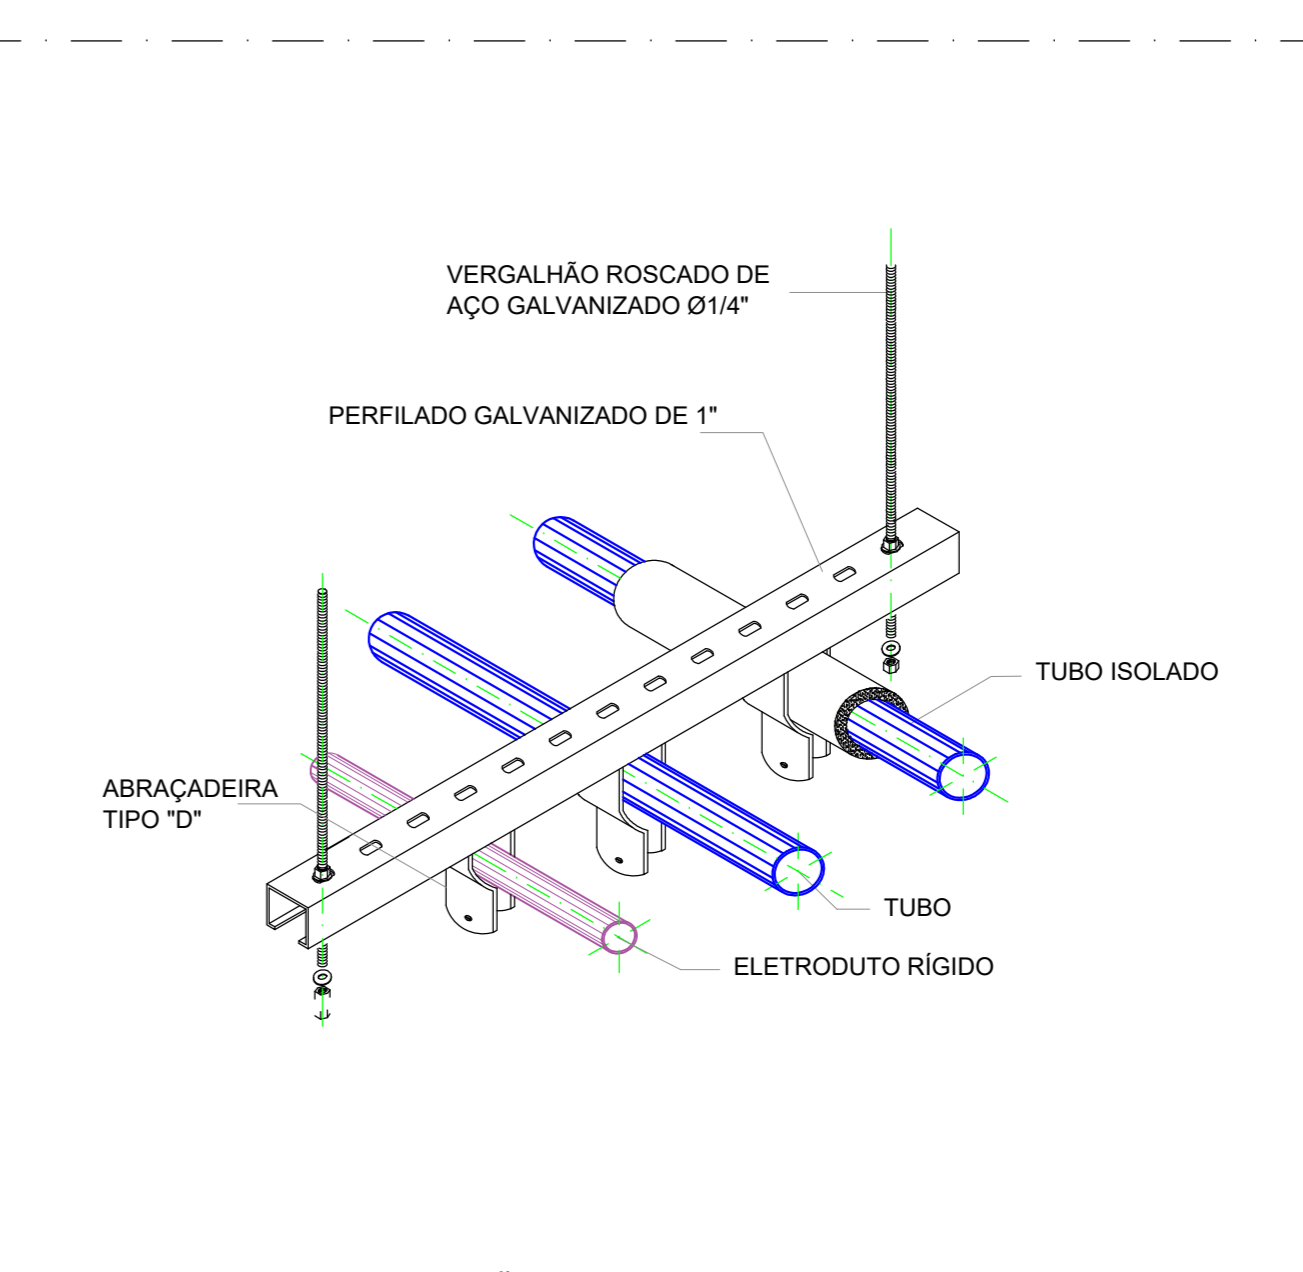 VERGALHÃO ROSCADO DE
AÇO GALVANIZADO Ø1/4"
PERFILADO GALVANIZADO DE 1"
TUBO ISOLADO
ABRAÇADEIRA
TIPO "D"
TUBO
ELETRODUTO RÍGIDO